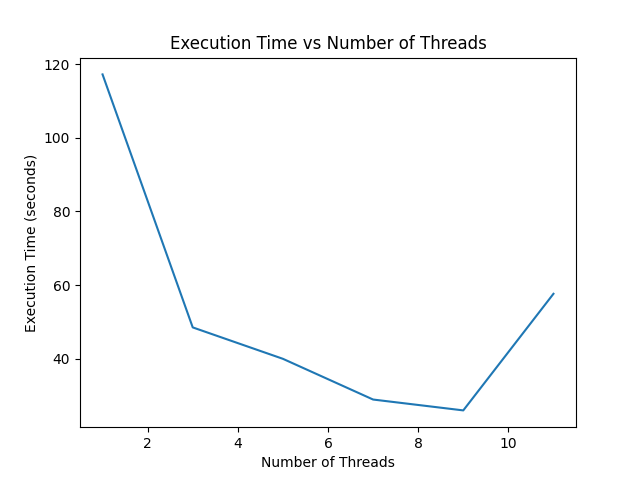 Execution Time vs Number of Threads
120
100
80
60
40
Execution Time (seconds)
2 4 6 8 10
Number of Threads